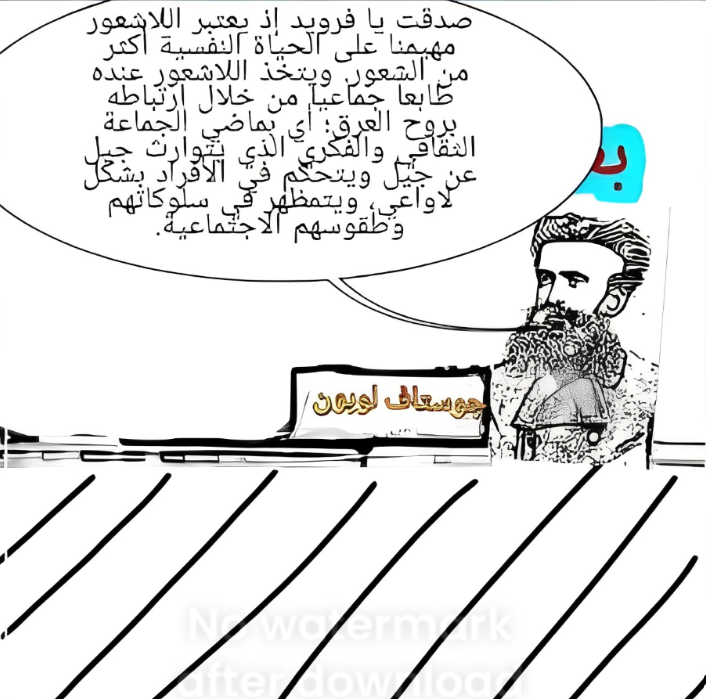 صدقت يا فرويد إذ يعتبر اللاشعور
مهيمنا على الحياة النفسية أكثر
من الشعور. ويتخذ اللاشعور عنده
طابعا جماعيا من خلال ارتباطه
بروح العرق؛ أي بماضي الجماعة
الثقافي والفكري الذي يتوارث جيل
عن جيل ويتحكم في الأفراد بشكل
لاواعي، ويتمظهر في سلوكاتهم
وطقوسهم الاجتماعية.
جوستاف لوبون
No watermark
after download